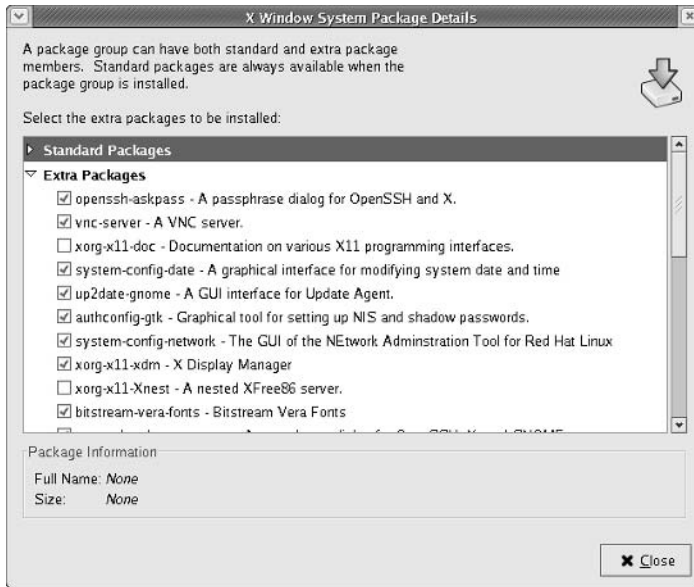 X Window System Package Details
A package group can have both standard and extra package
members. Standard packages are always available when the
package group is installed.
Select the extra packages to be installed:
Standard Packages
Extra Packages
openssh-askpass - A passphrase dialog for OpenSSH and X.
vnc-server - A VNC server.
xorg-x11-doc - Documentation on various X11 programming interfaces.
system-config-date - A graphical interface for modifying system date and time
up2date-gnome - A GUI interface for Update Agent.
authconfig-gtk - Graphical tool for setting up NIS and shadow passwords.
system-config-network - The GUI of the NEtwork Adminstration Tool for Red Hat Linux
xorg-x11-xdm - X Display Manager
xorg-x11-Xnest - A nested XFree86 server.
bitstream-vera-fonts - Bitstream Vera Fonts
Package Information
Full Name: None
Size: None
Close